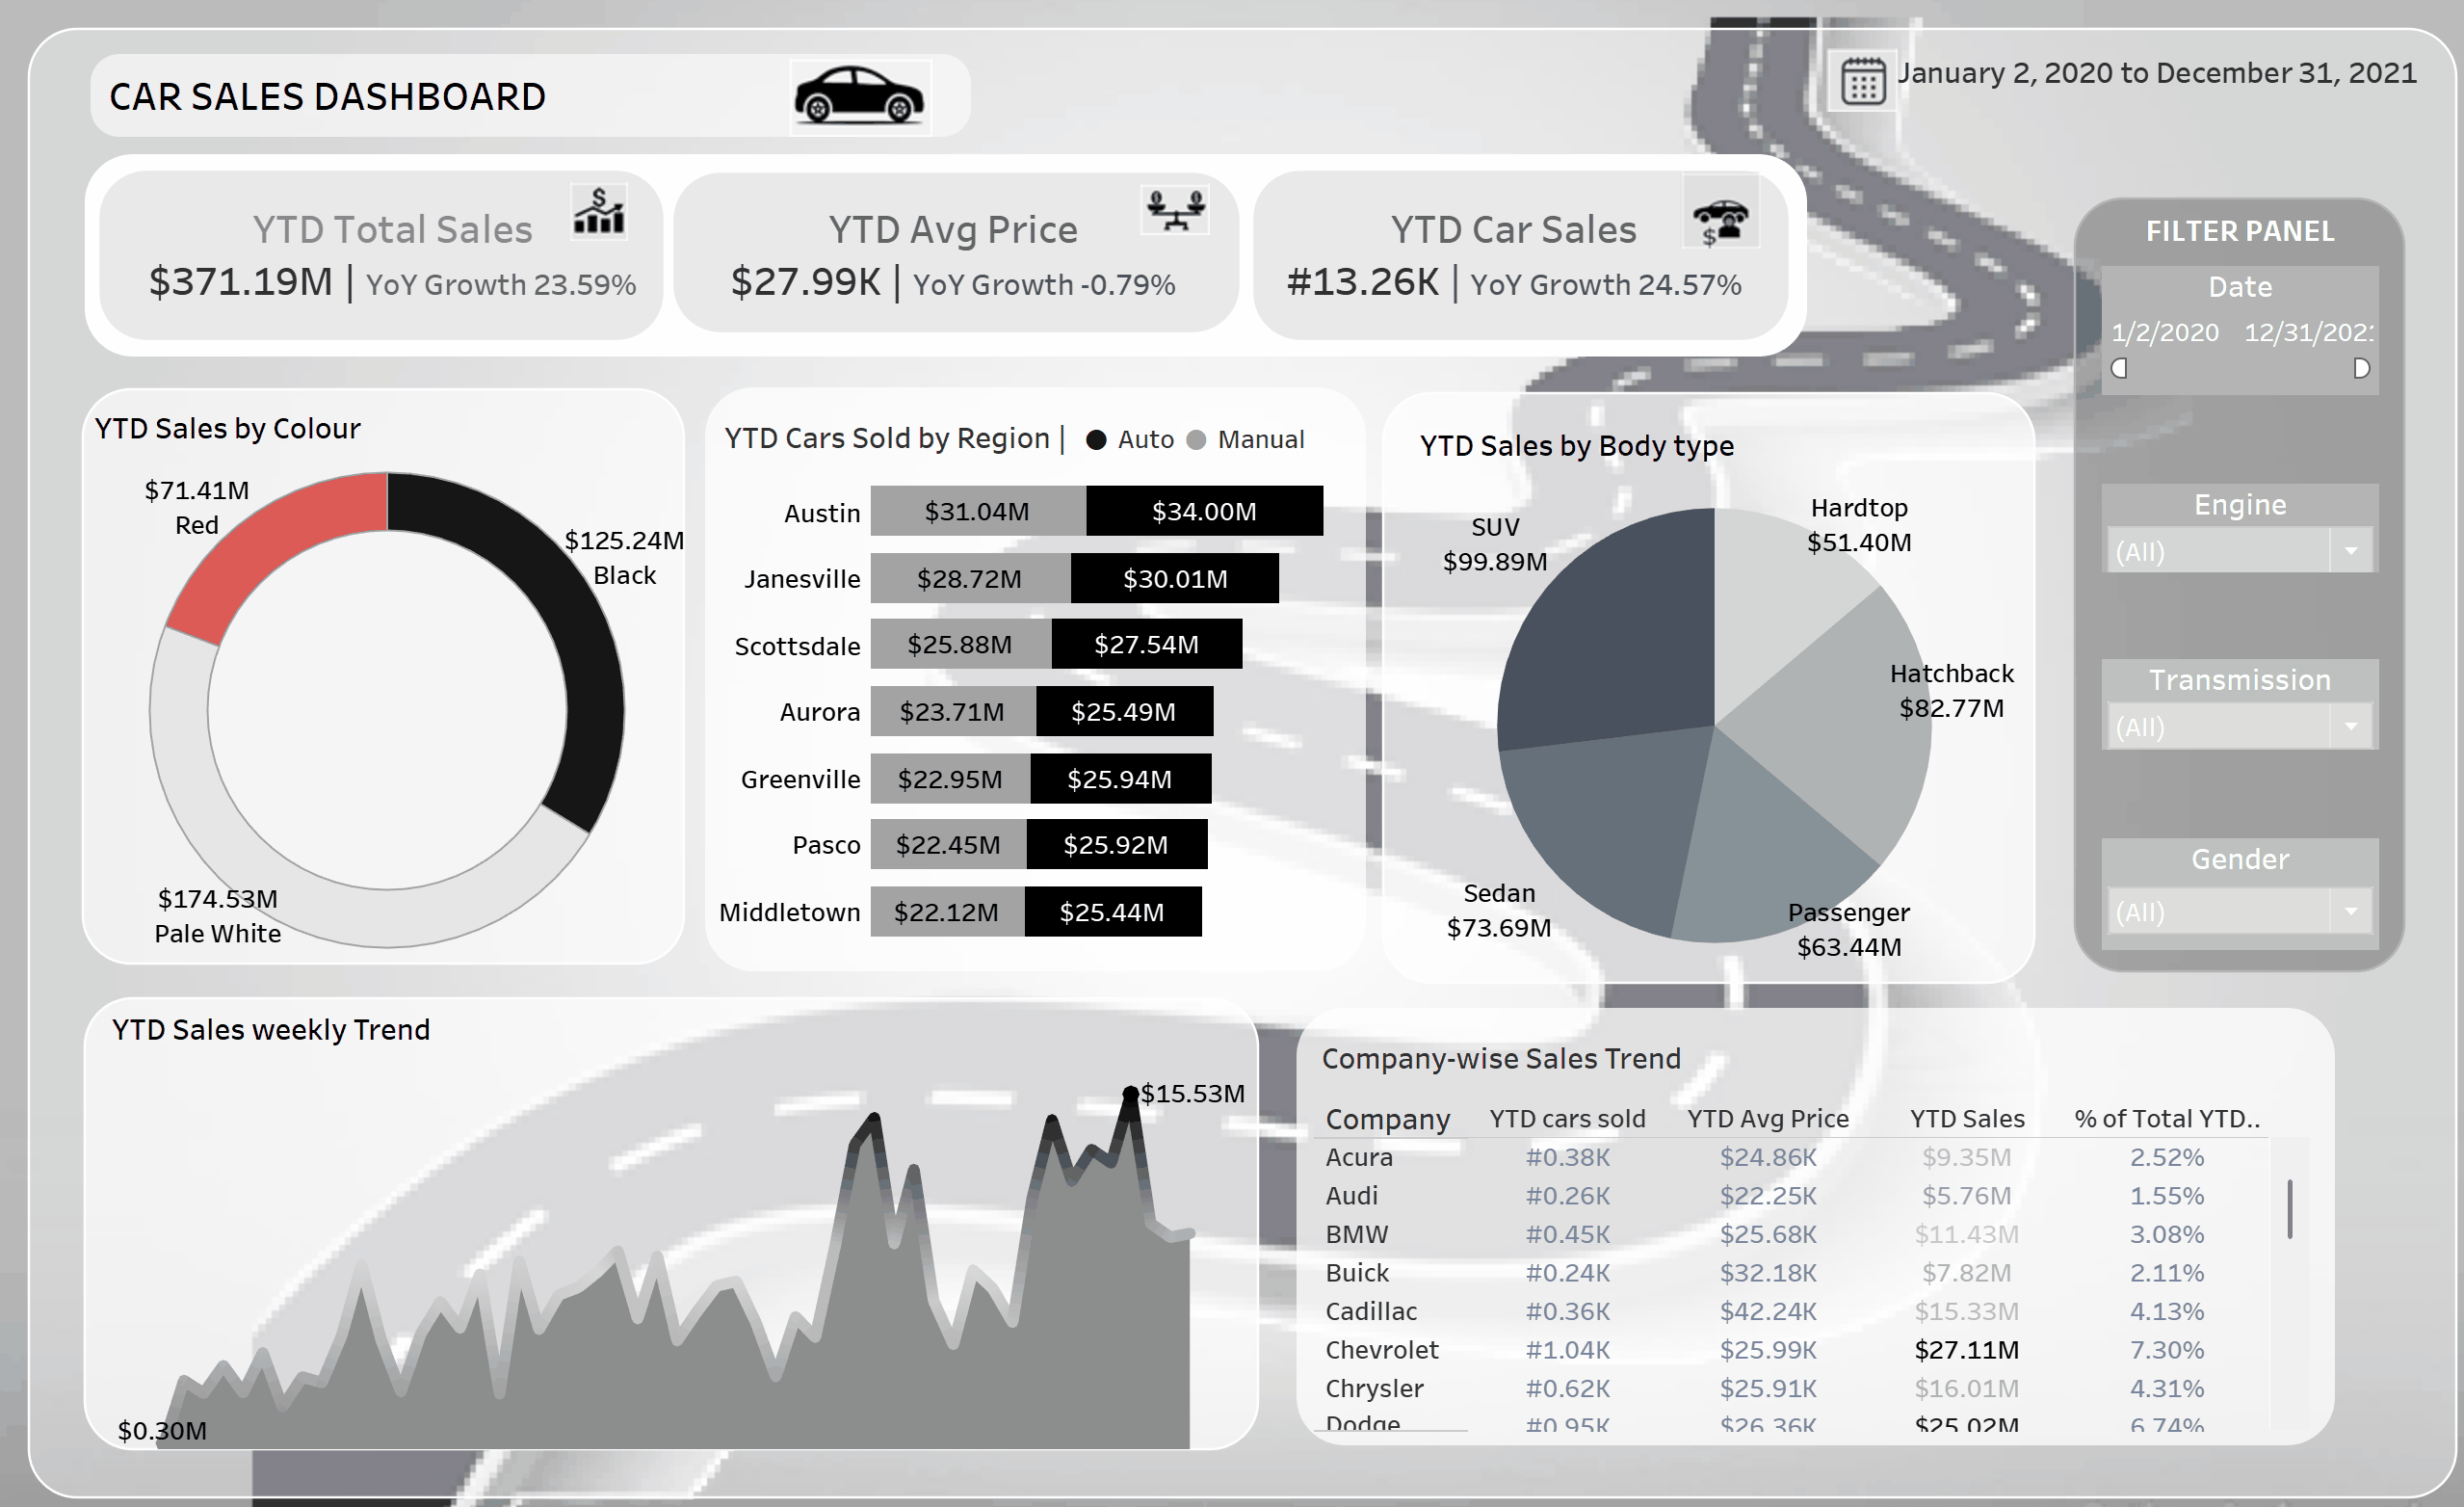 CAR SALES DASHBOARD
January 2, 2020 to December 31, 2021
YTD Total Sales
$371.19M | YoY Growth 23.59%
YTD Avg Price
$27.99K | YoY Growth -0.79%
YTD Car Sales
#13.26K | YoY Growth 24.57%
FILTER PANEL
Date
1/2/2020 12/31/2021
Engine
(All)
Transmission
(All)
Gender
(All)
YTD Sales by Colour
$71.41M
Red
$125.24M
Black
$174.53M
Pale White
YTD Cars Sold by Region | Auto Manual
Austin $31.04M $34.00M
Janesville $28.72M $30.01M
Scottsdale $25.88M $27.54M
Aurora $23.71M $25.49M
Greenville $22.95M $25.94M
Pasco $22.45M $25.92M
Middletown $22.12M $25.44M
YTD Sales by Body type
SUV
$99.89M
Hardtop
$51.40M
Hatchback
$82.77M
Sedan
$73.69M
Passenger
$63.44M
YTD Sales weekly Trend
$15.53M
$0.30M
Company-wise Sales Trend
Company YTD cars sold YTD Avg Price YTD Sales % of Total YTD..
Acura #0.38K $24.86K $9.35M 2.52%
Audi #0.26K $22.25K $5.76M 1.55%
BMW #0.45K $25.68K $11.43M 3.08%
Buick #0.24K $32.18K $7.82M 2.11%
Cadillac #0.36K $42.24K $15.33M 4.13%
Chevrolet #1.04K $25.99K $27.11M 7.30%
Chrysler #0.62K $25.91K $16.01M 4.31%
Dodge #0.95K $26.36K $25.02M 6.74%